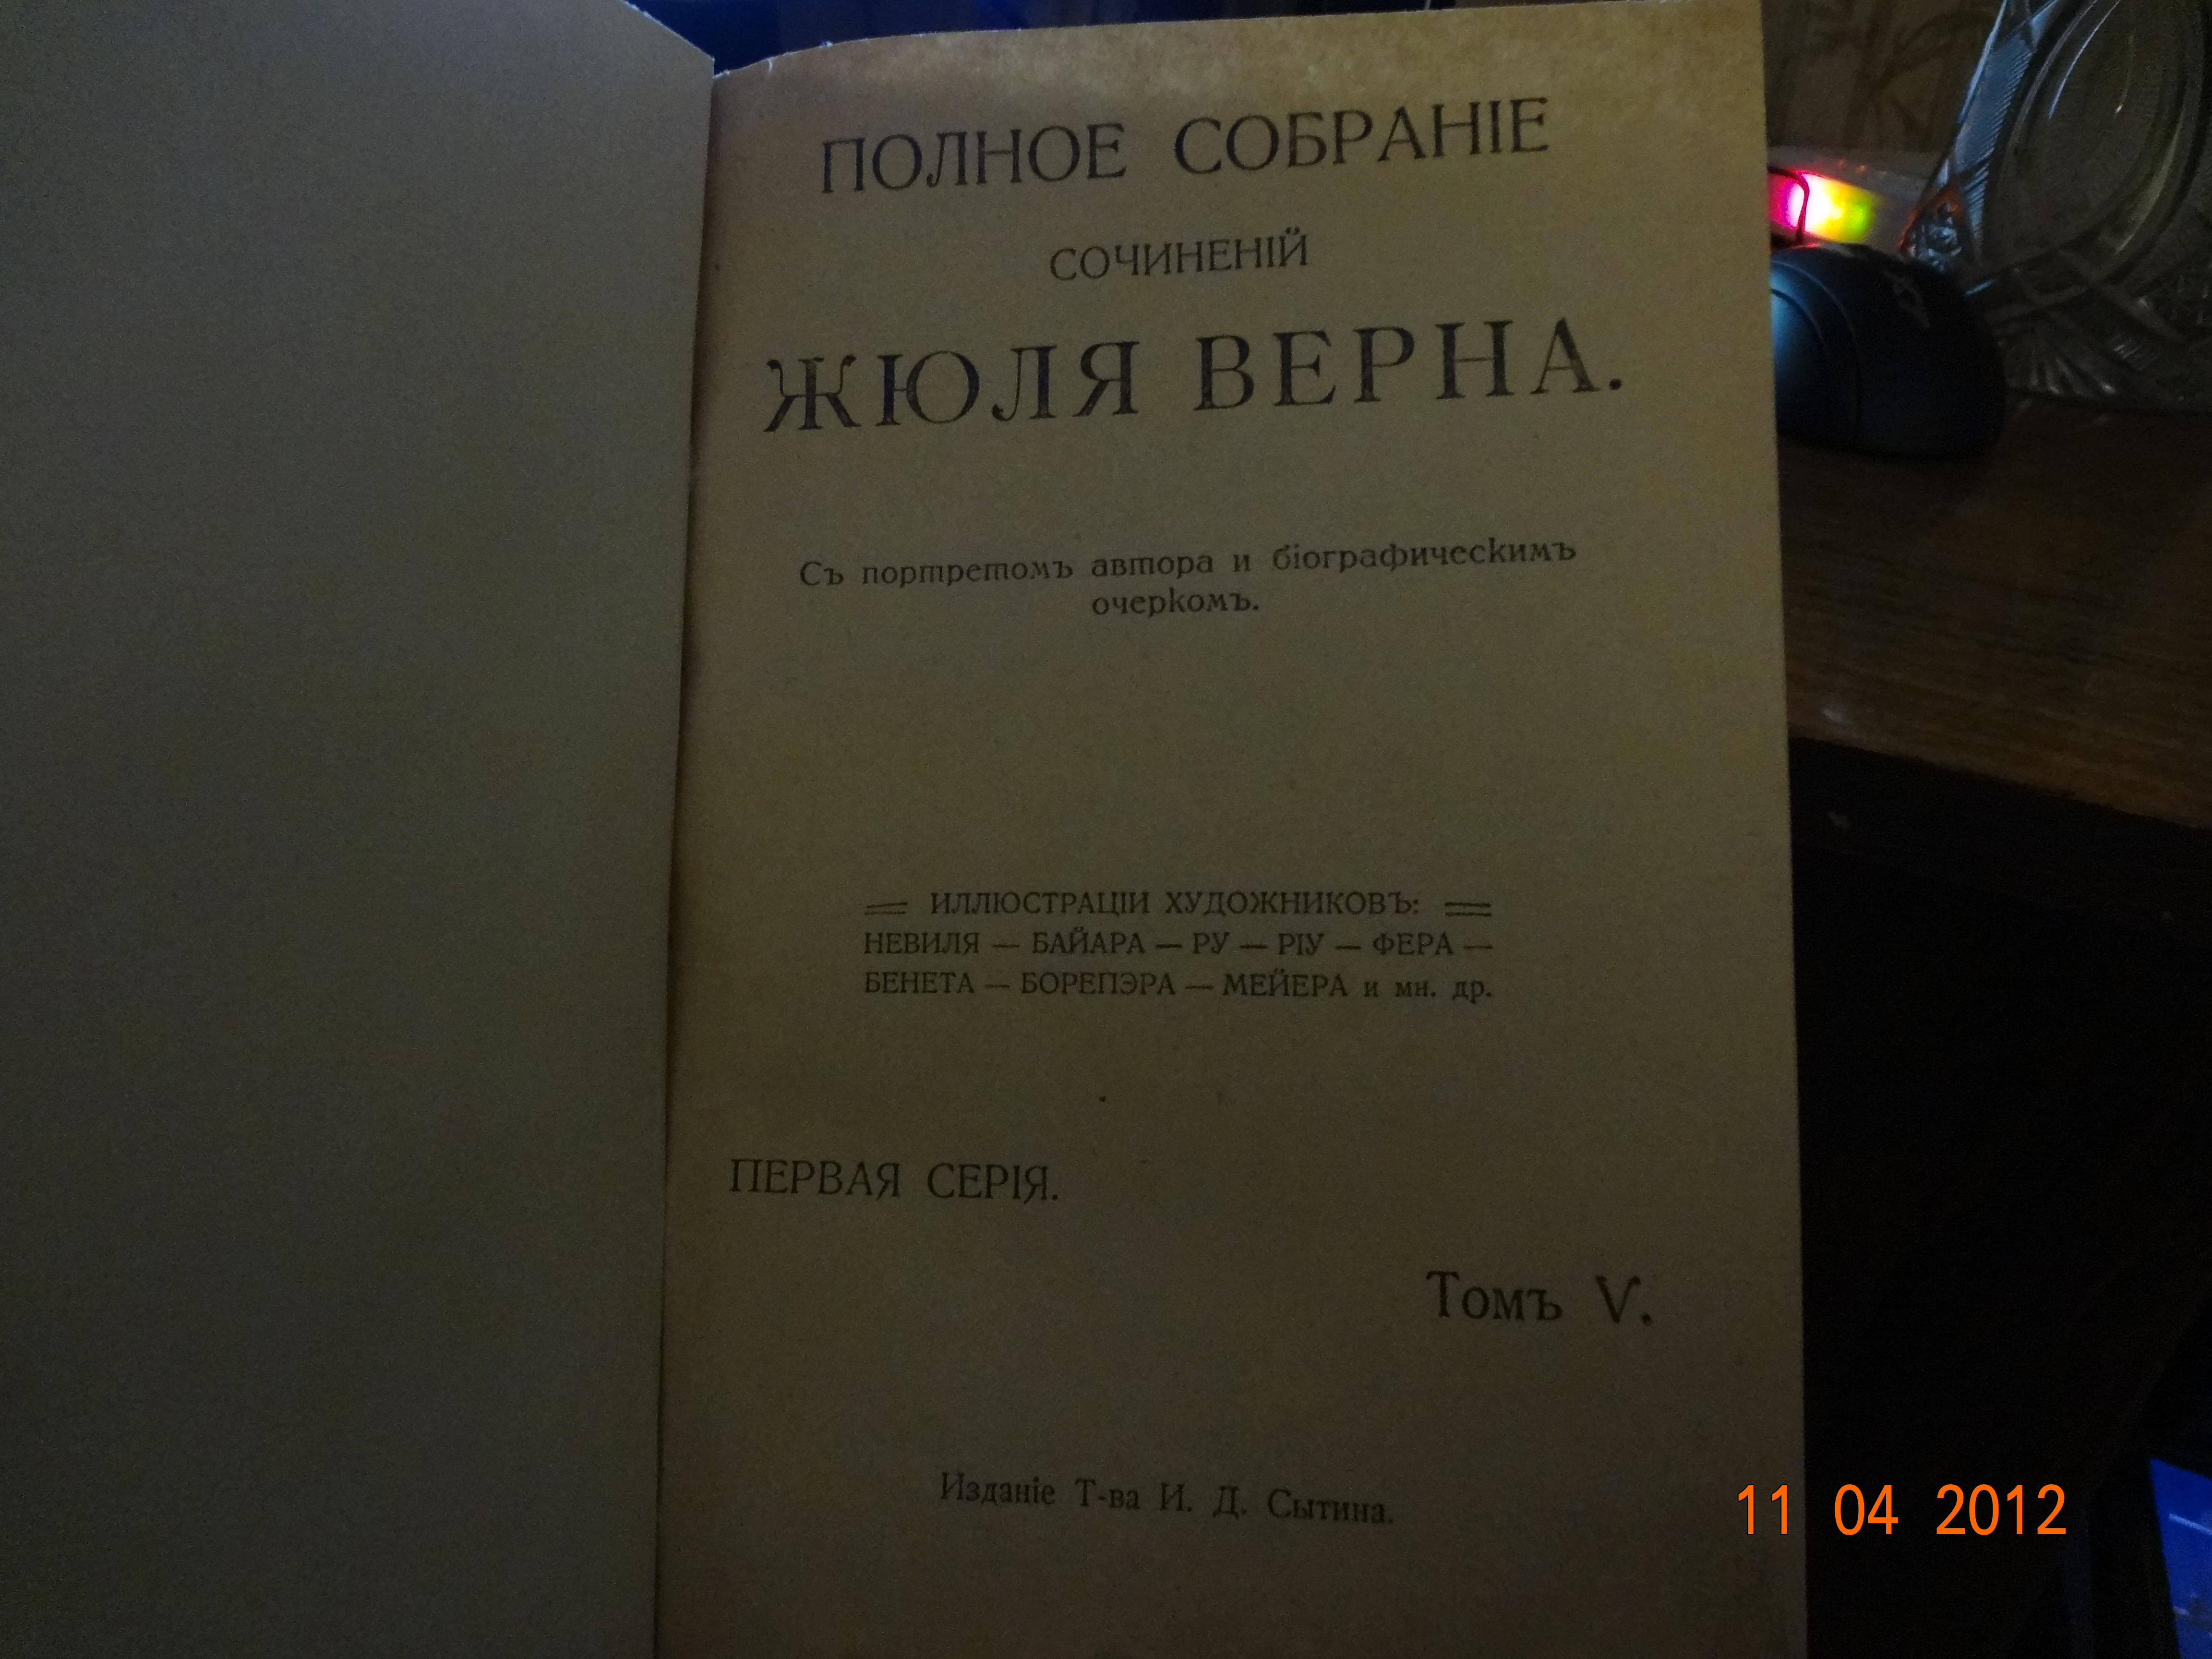 ПОЛНОЕ СОБРАНІЕ
СОЧИНЕНІЙ
ЖЮЛЯ ВЕРНА.
Съ портретомъ автора и біографическимъ
очеркомъ.
ИЛЛЮСТРАЦІИ ХУДОЖНИКОВЪ:
НЕВИЛЯ — БАЙАРА — РУ — РІУ — ФЕРА —
БЕНЕТА — БОРЕПЭРА — МЕЙЕРА и мн. др.
ПЕРВАЯ СЕРІЯ.
Томъ V.
Изданіе Т-ва И. Д. Сытина.
11 04 2012